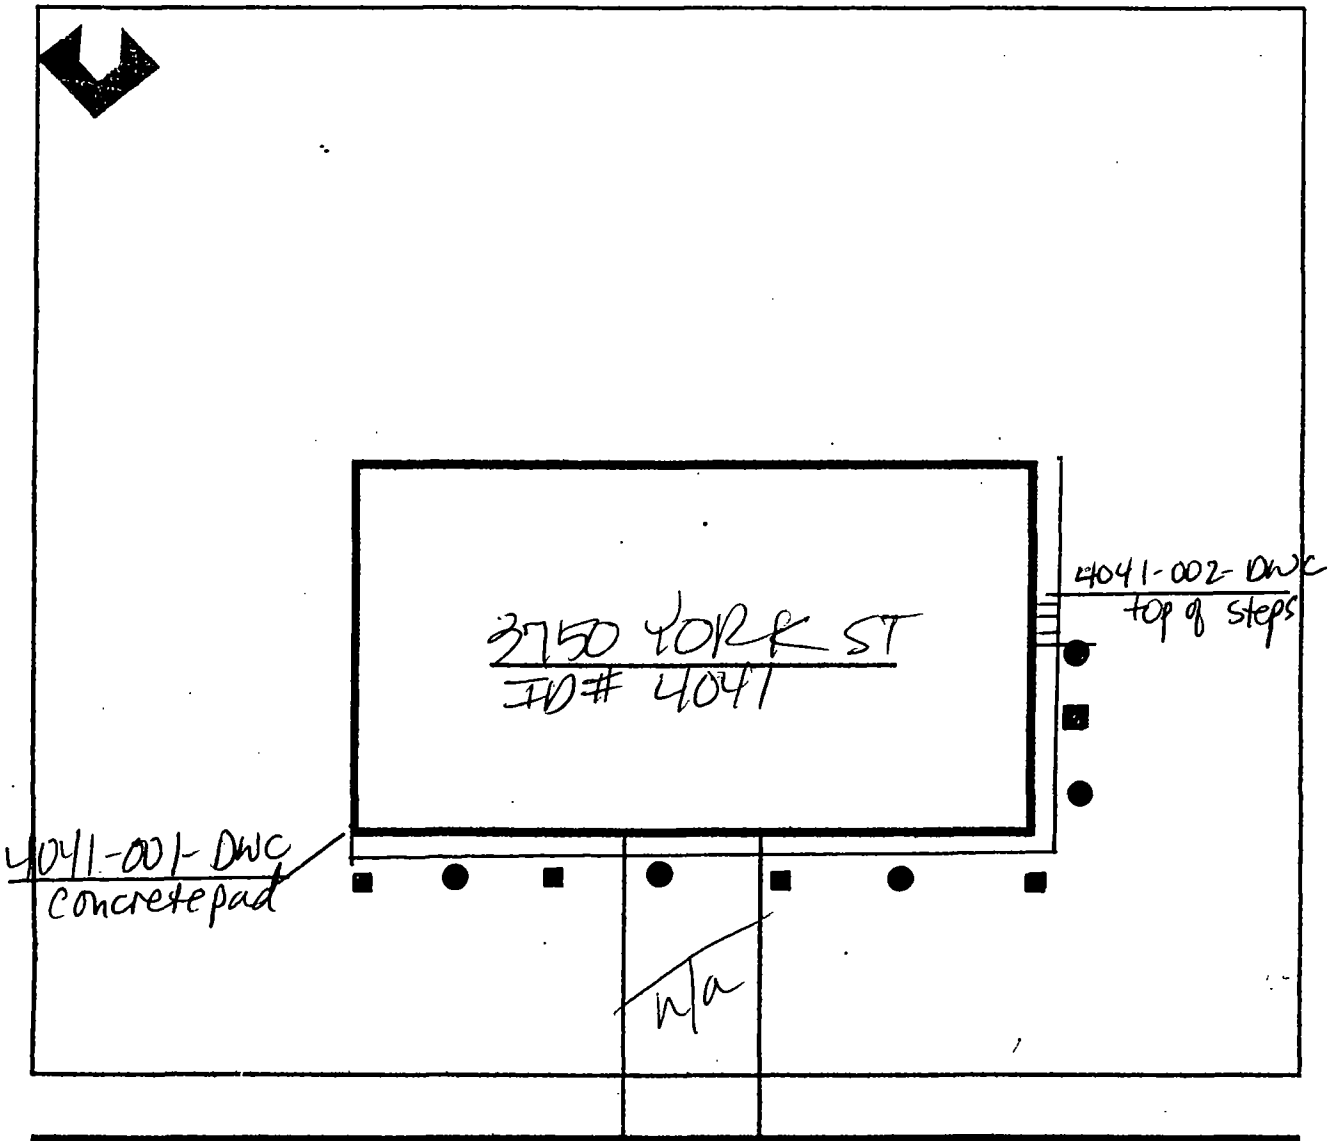 4041-002-DWC
top of steps
3750 YORK ST
ID# 4041
4041-001-DWC
concrete pad
n/a